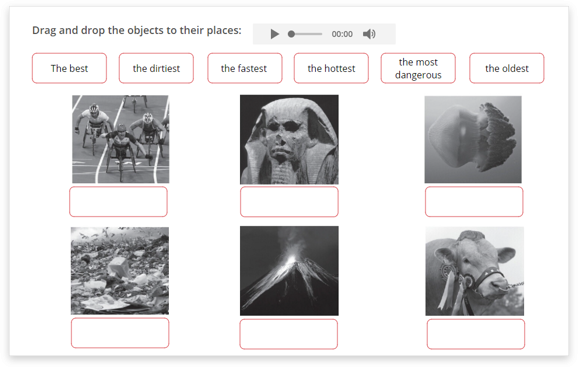 Drag and drop the objects to their places:
00:00
The best
the dirtiest
the fastest
the hottest
the most
dangerous
the oldest